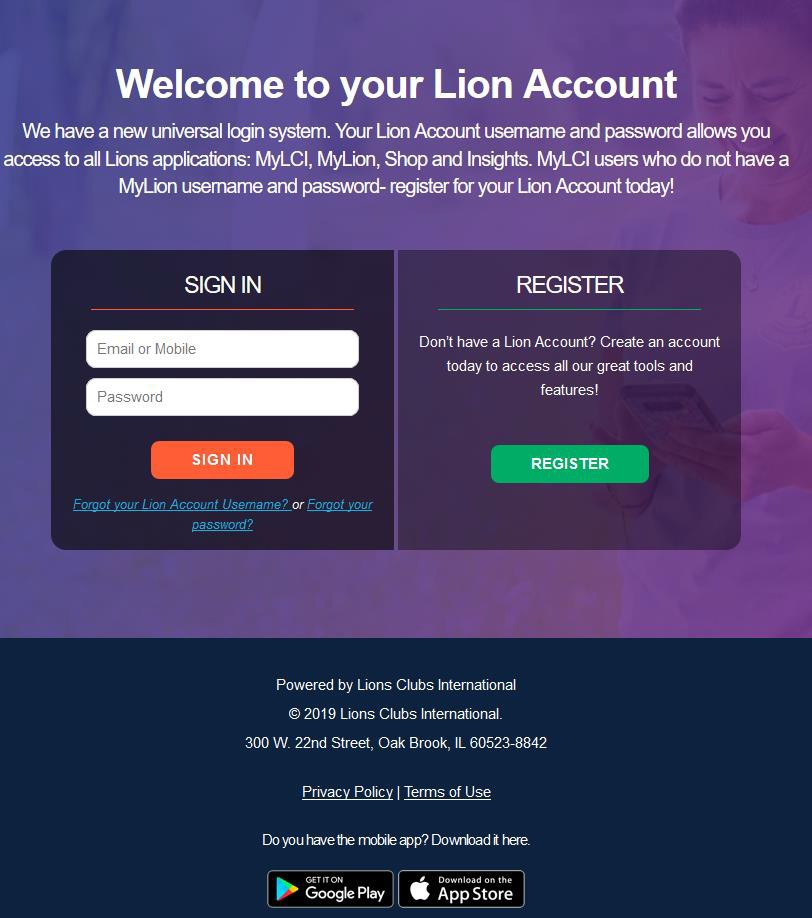 Welcome to your Lion Account
We have a new universal login system. Your Lion Account username and password allows you
access to all Lions applications: MyLCI, MyLion, Shop and Insights. MyLCI users who do not have a
MyLion username and password- register for your Lion Account today!
SIGN IN
Email or Mobile
Password
SIGN IN
Forgot your Lion Account Username? or Forgot your
password?
REGISTER
Don't have a Lion Account? Create an account
today to access all our great tools and
features!
REGISTER
Powered by Lions Clubs International
© 2019 Lions Clubs International.
300 W. 22nd Street, Oak Brook, IL 60523-8842
Privacy Policy | Terms of Use
Do you have the mobile app? Download it here.
GET IT ON
Google Play
Download on the
App Store